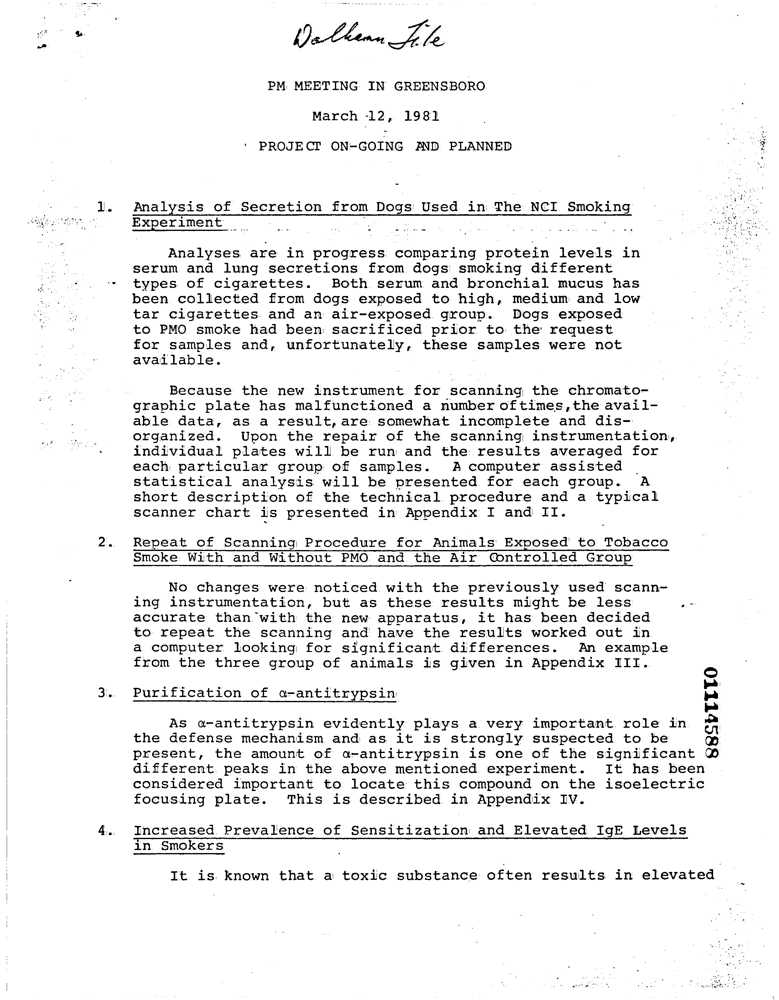 Dalhamn File
PM MEETING IN GREENSBORO
March 12, 1981
PROJECT ON-GOING AND PLANNED
1. Analysis of Secretion from Dogs Used in The NCI Smoking
Experiment
Analyses are in progress comparing protein levels in
serum and lung secretions from dogs smoking different
types of cigarettes. Both serum and bronchial mucus has
been collected from dogs exposed to high, medium and low
tar cigarettes and an air-exposed group. Dogs exposed
to PMO smoke had been sacrificed prior to the request
for samples and, unfortunately, these samples were not
available.
Because the new instrument for scanning the chromato-
graphic plate has malfunctioned a number of times, the avail-
able data, as a result, are somewhat incomplete and dis-
organized. Upon the repair of the scanning instrumentation,
individual plates will be run and the results averaged for
each particular group of samples. A computer assisted
statistical analysis will be presented for each group. A
short description of the technical procedure and a typical
scanner chart is presented in Appendix I and II.
2. Repeat of Scanning Procedure for Animals Exposed to Tobacco
Smoke With and Without PMO and the Air Controlled Group
No changes were noticed with the previously used scann-
ing instrumentation, but as these results might be less
accurate than with the new apparatus, it has been decided
to repeat the scanning and have the results worked out in
a computer looking for significant differences. An example
from the three group of animals is given in Appendix III.
3. Purification of α-antitrypsin
As α-antitrypsin evidently plays a very important role in
the defense mechanism and as it is strongly suspected to be
present, the amount of α-antitrypsin is one of the significant
different peaks in the above mentioned experiment. It has been
considered important to locate this compound on the isoelectric
focusing plate. This is described in Appendix IV.
4. Increased Prevalence of Sensitization and Elevated IgE Levels
in Smokers
It is known that a toxic substance often results in elevated
01114588